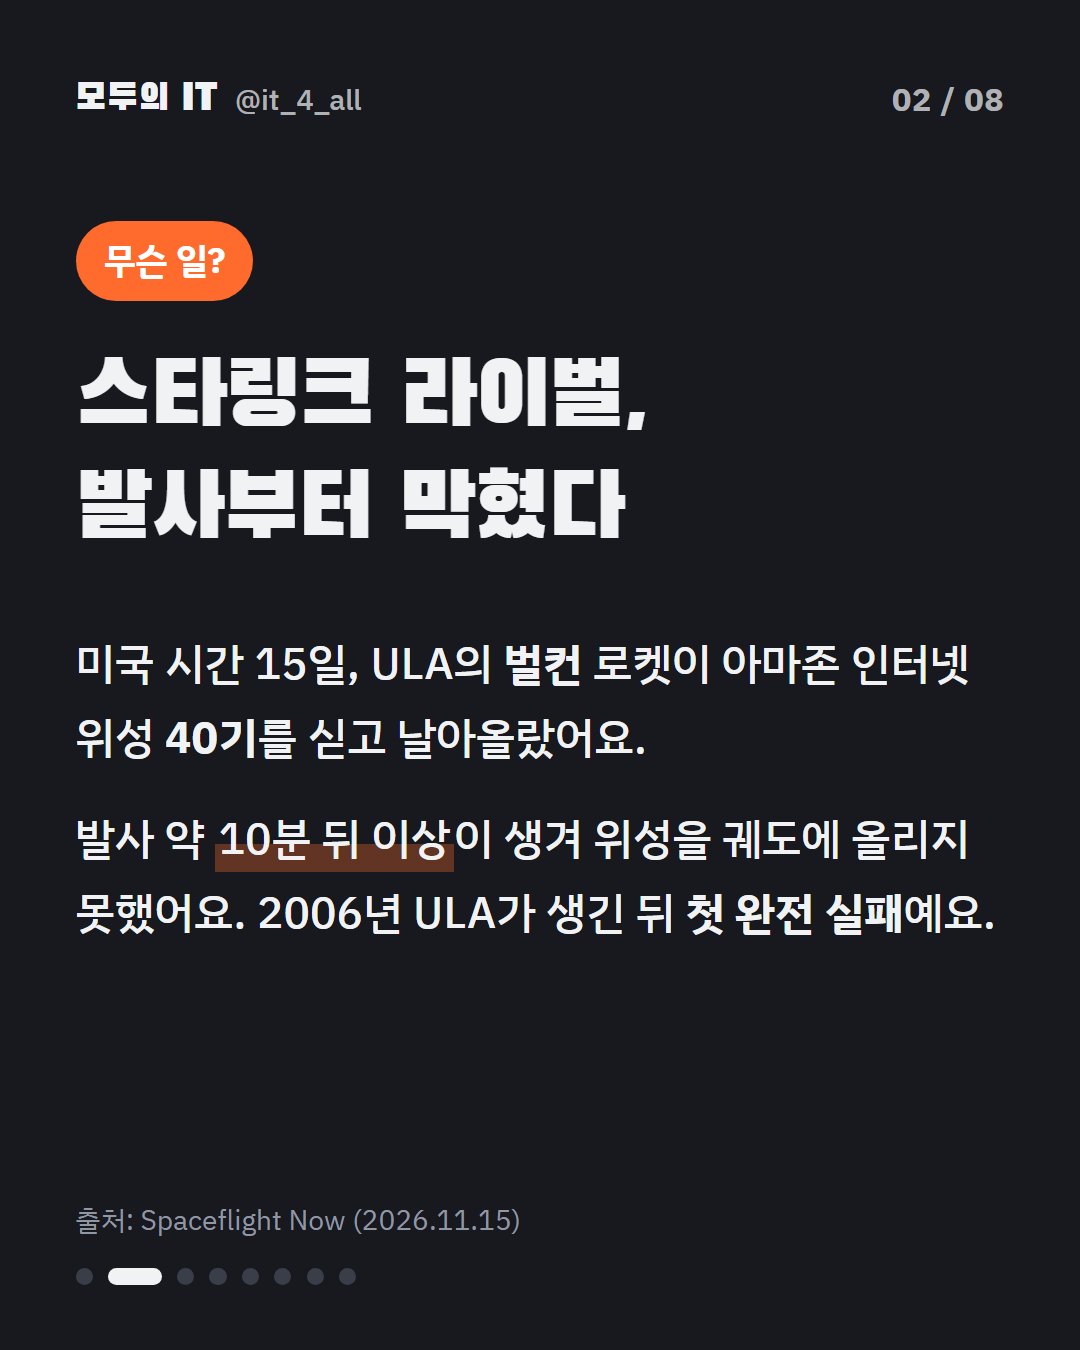 모두의 IT @it_4_all 02 / 08
무슨 일?
스타링크 라이벌,
발사부터 막혔다
미국 시간 15일, ULA의 벌컨 로켓이 아마존 인터넷
위성 40기를 싣고 날아올랐어요.
발사 약 10분 뒤 이상이 생겨 위성을 궤도에 올리지
못했어요. 2006년 ULA가 생긴 뒤 첫 완전 실패예요.
출처: Spaceflight Now (2026.11.15)